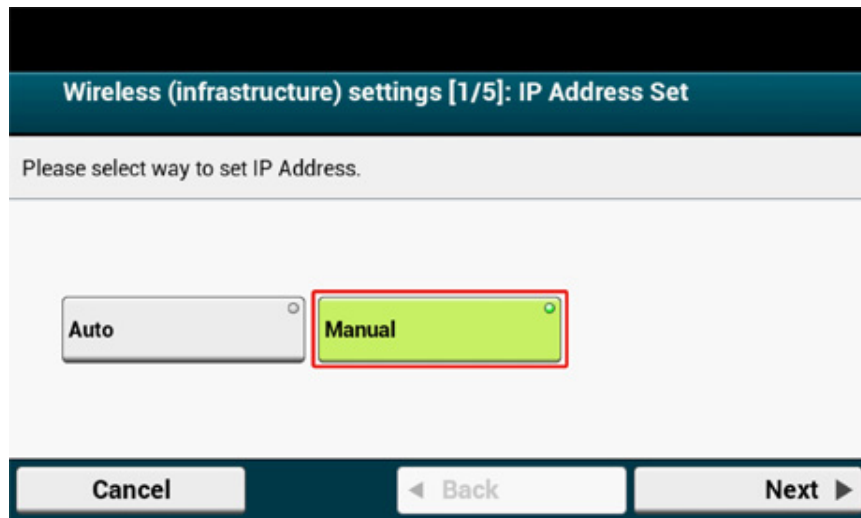 Wireless (infrastructure) settings [1/5]: IP Address Set
Please select way to set IP Address.
Auto
Manual
Cancel
Back
Next